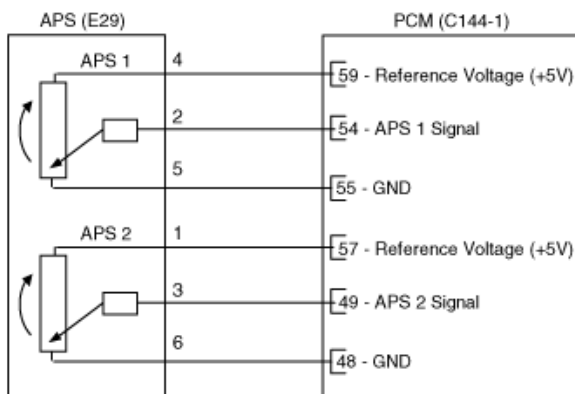 APS (E29) PCM (C144-1)
APS 1 4 59 - Reference Voltage (+5V)
2 54 - APS 1 Signal
5 55 - GND
APS 2 1 57 - Reference Voltage (+5V)
3 49 - APS 2 Signal
6 48 - GND